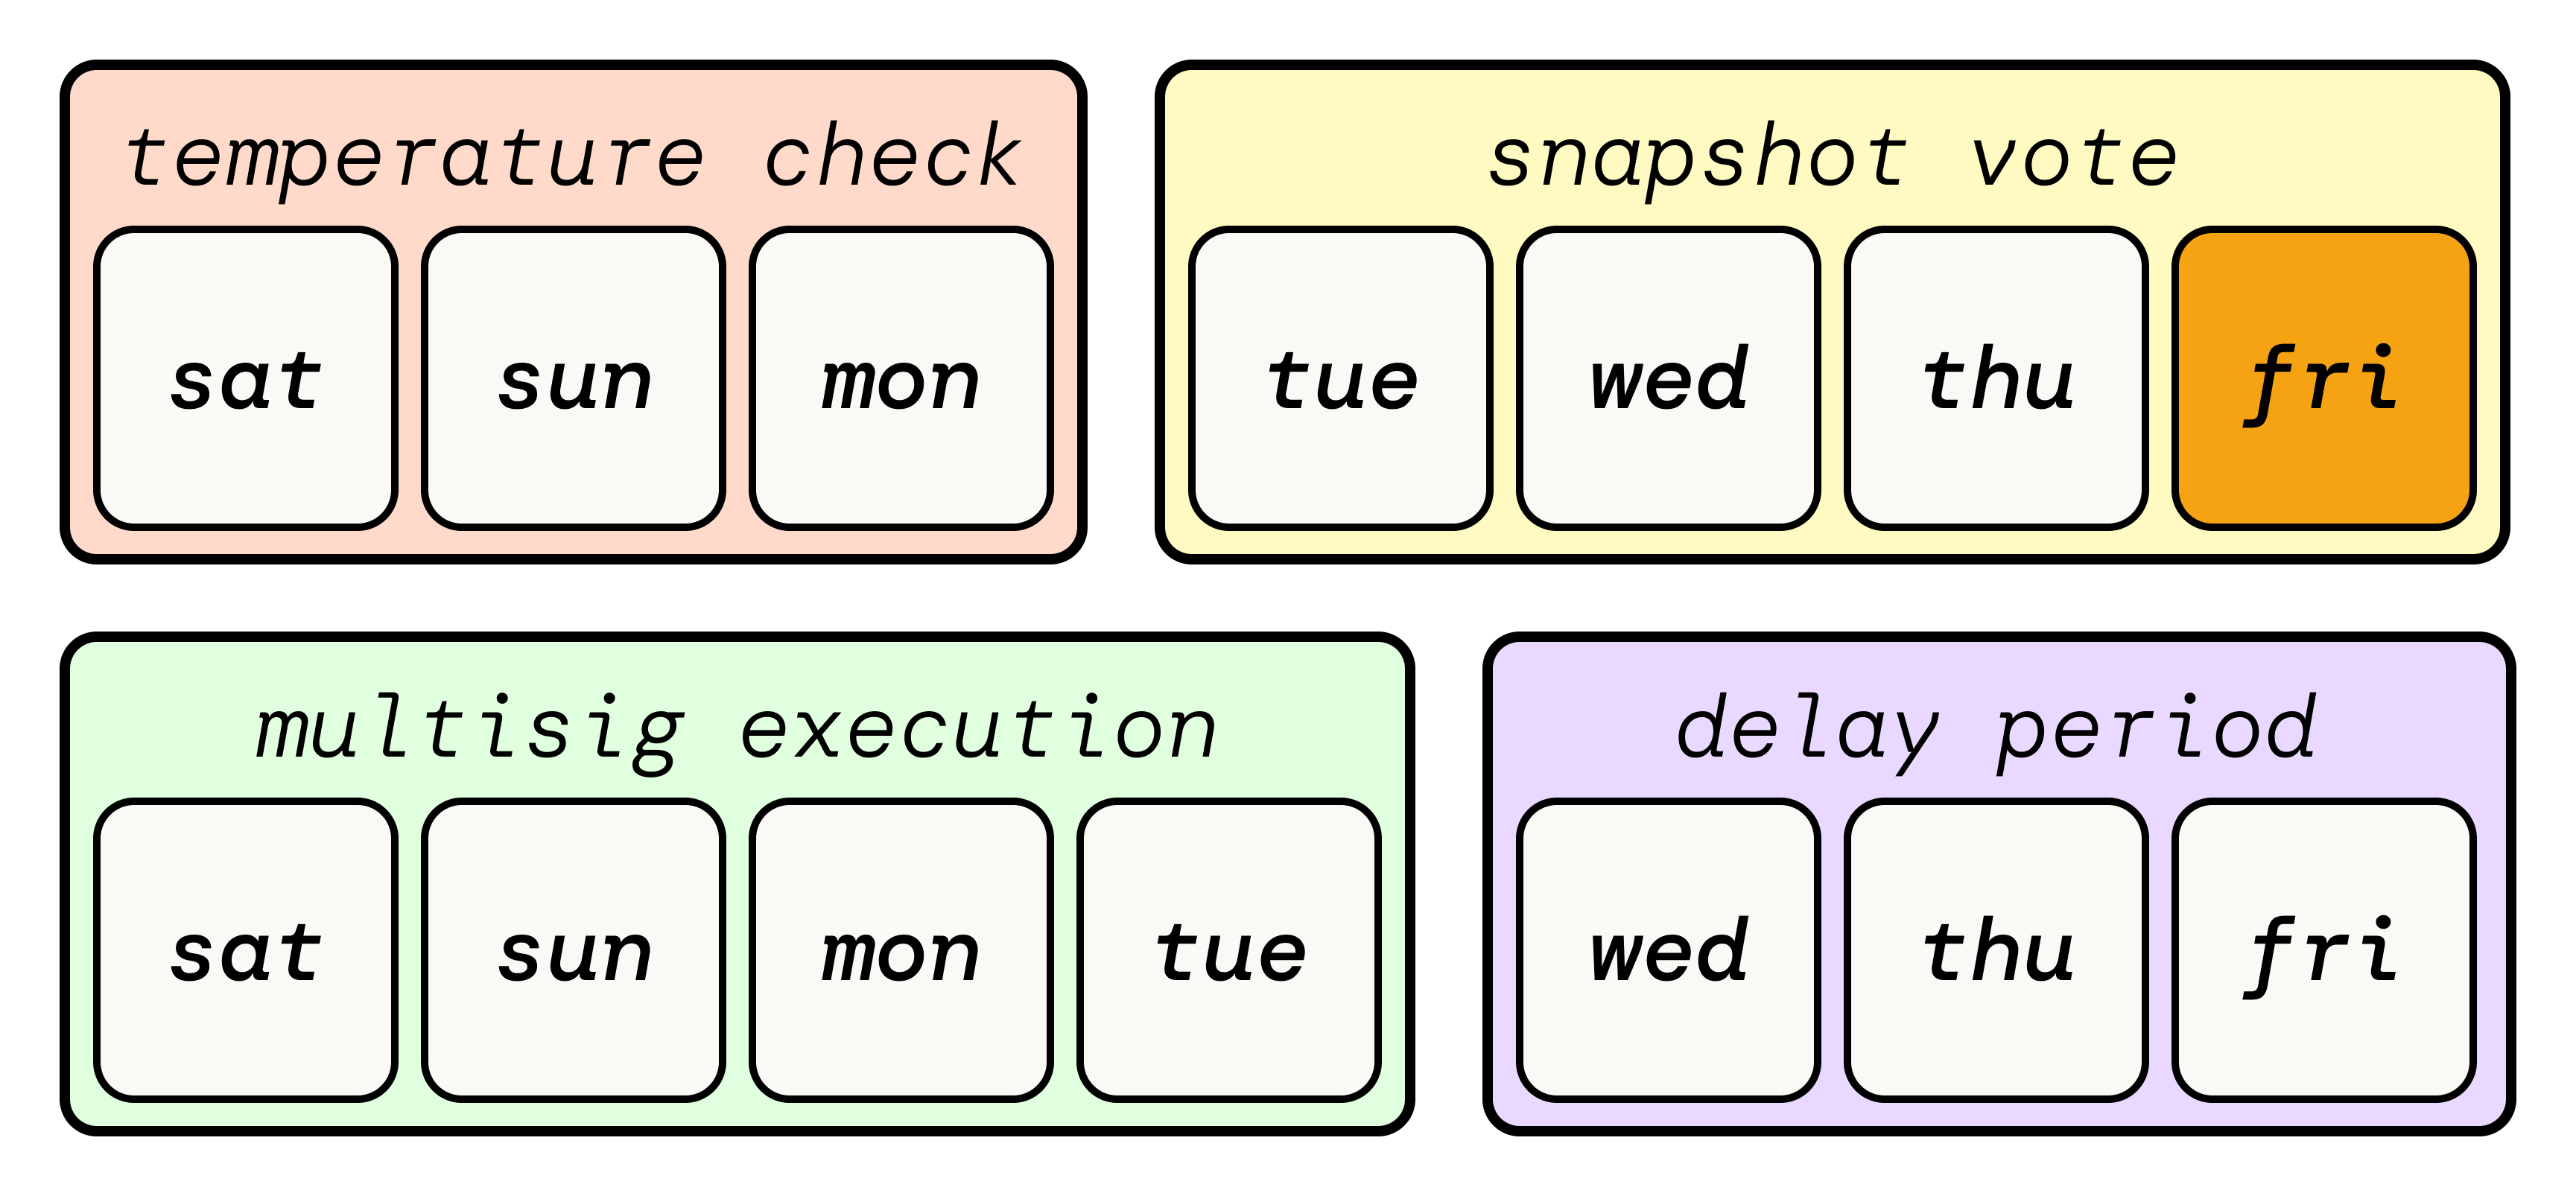 temperature check
sat sun mon
snapshot vote
tue wed thu fri
multisig execution
sat sun mon tue
delay period
wed thu fri